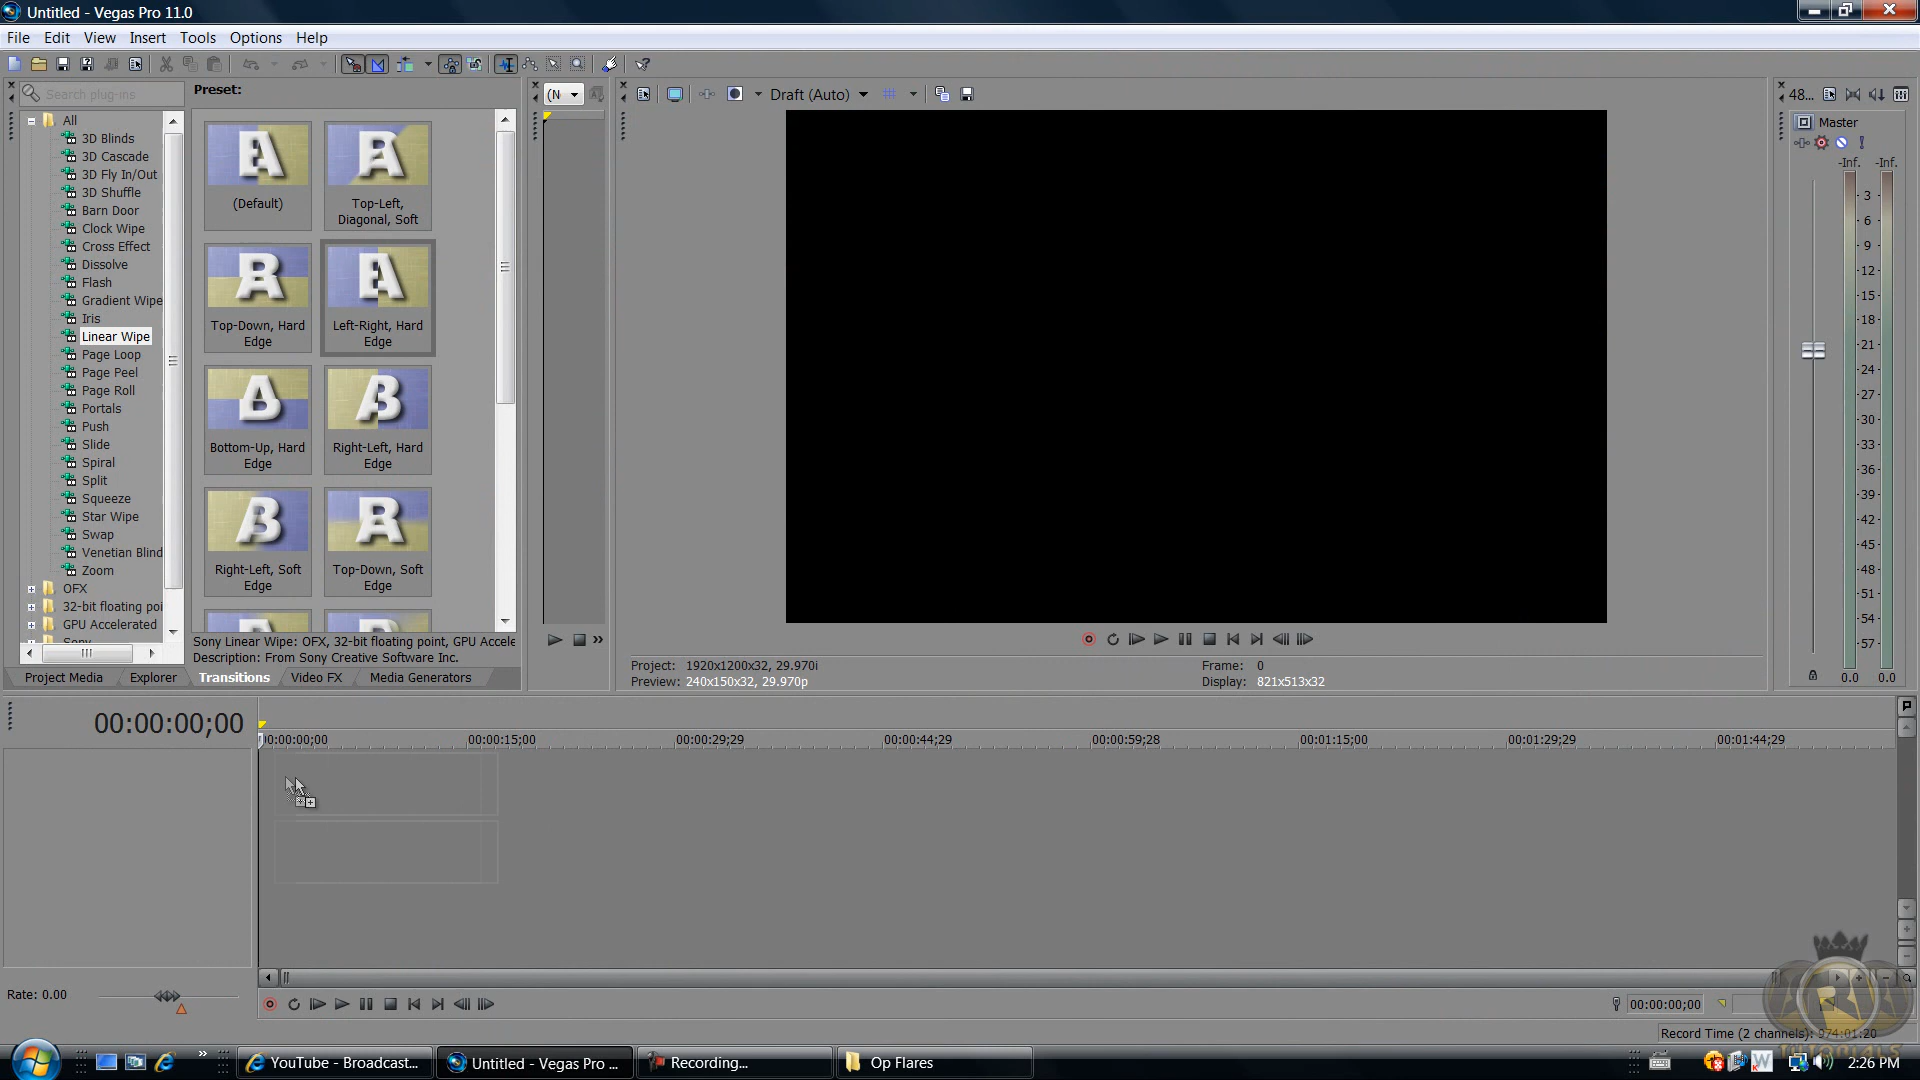 Untitled - Vegas Pro 11.0
File Edit View Insert Tools Options Help
Search plug-ins
Preset:
All
3D Blinds
3D Cascade
3D Fly In/Out
3D Shuffle
Barn Door
Clock Wipe
Cross Effect
Dissolve
Flash
Gradient Wipe
Iris
Linear Wipe
Page Loop
Page Peel
Page Roll
Portals
Push
Slide
Spiral
Split
Squeeze
Star Wipe
Swap
Venetian Blind
Zoom
OFX
32-bit floating poi
GPU Accelerated
Sony
(Default)
Top-Left,
Diagonal, Soft
Top-Down, Hard
Edge
Left-Right, Hard
Edge
Bottom-Up, Hard
Edge
Right-Left, Hard
Edge
Right-Left, Soft
Edge
Top-Down, Soft
Edge
Sony Linear Wipe: OFX, 32-bit floating point, GPU Accele
Description: From Sony Creative Software Inc.
Project Media Explorer Transitions Video FX Media Generators
(N
Draft (Auto)
Project: 1920x1200x32, 29.970i
Preview: 240x150x32, 29.970p
Frame: 0
Display: 821x513x32
48...
Master
-Inf. -Inf.
3
6
9
12
15
18
21
24
27
30
33
36
39
42
45
48
51
54
57
0.0 0.0
00:00:00;00
00:00:00;00 00:00:15;00 00:00:29;29 00:00:44;29 00:00:59;28 00:01:15;00 00:01:29;29 00:01:44;29
Rate: 0.00
00:00:00;00
Record Time (2 channels): 974:01:20
TUTORIALS
YouTube - Broadcast... Untitled - Vegas Pro ... Recording... Op Flares
2:26 PM